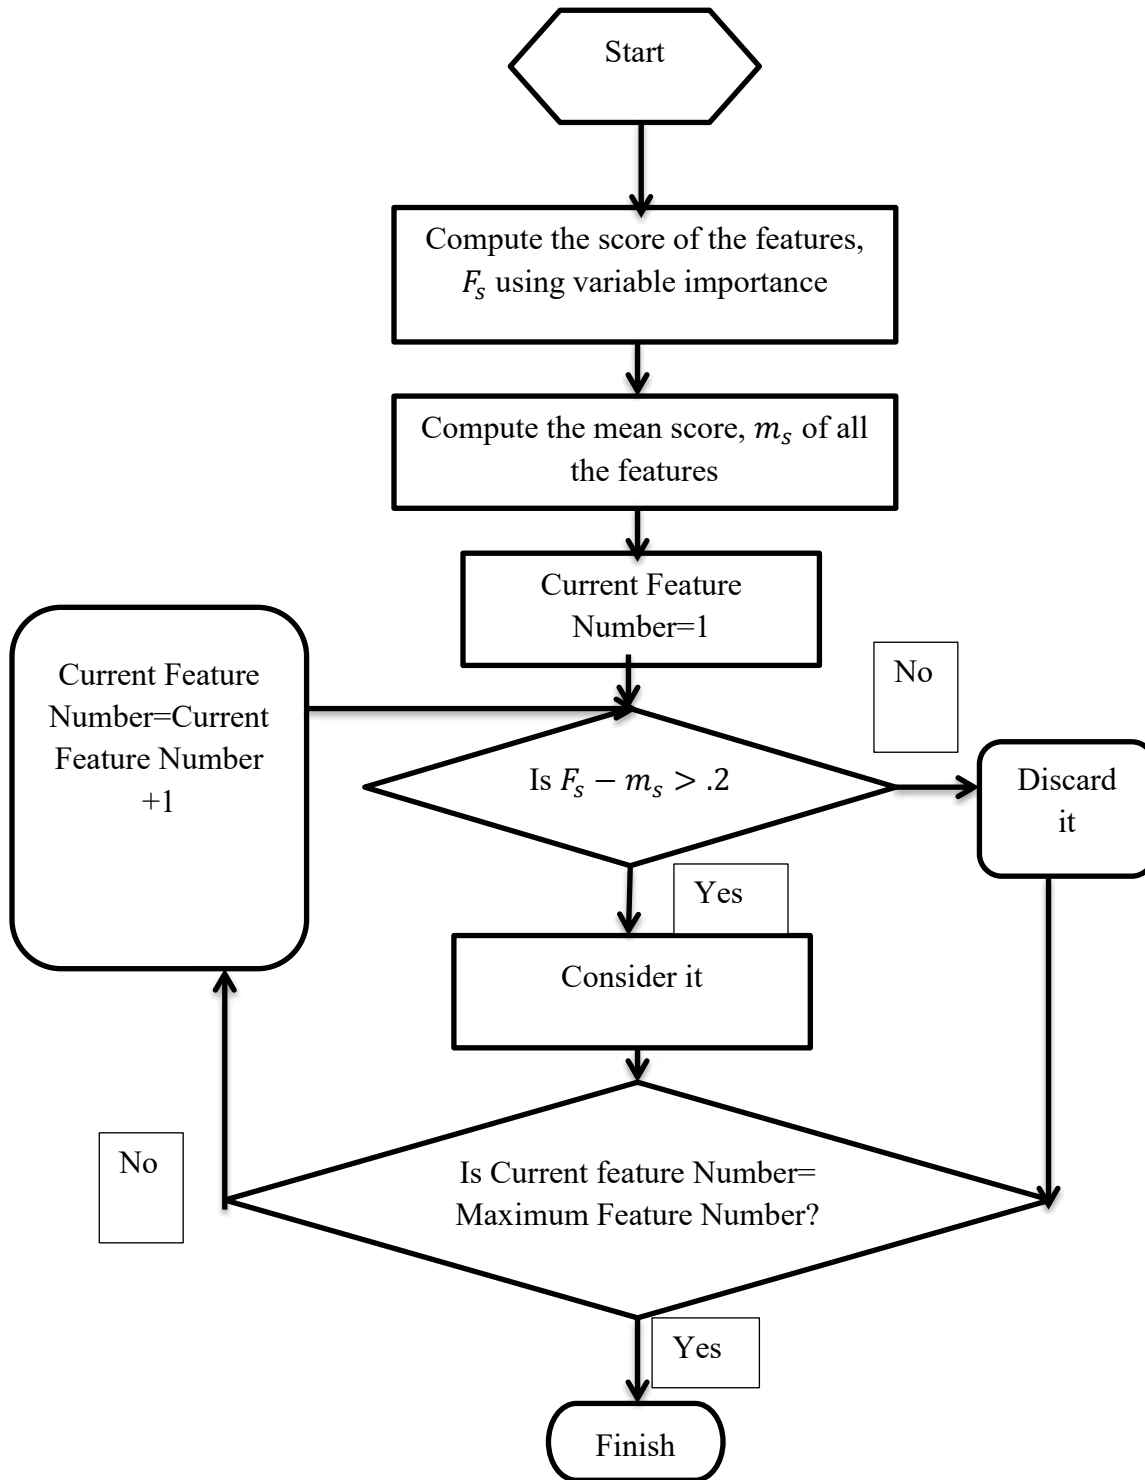 Start
Compute the score of the features,
F_s using variable importance
Compute the mean score, m_s of all
the features
Current Feature
Number=1
No
Current Feature
Number=Current
Feature Number
+1
Is F_s − m_s > .2
Discard
it
Yes
Consider it
No
Is Current feature Number=
Maximum Feature Number?
Yes
Finish